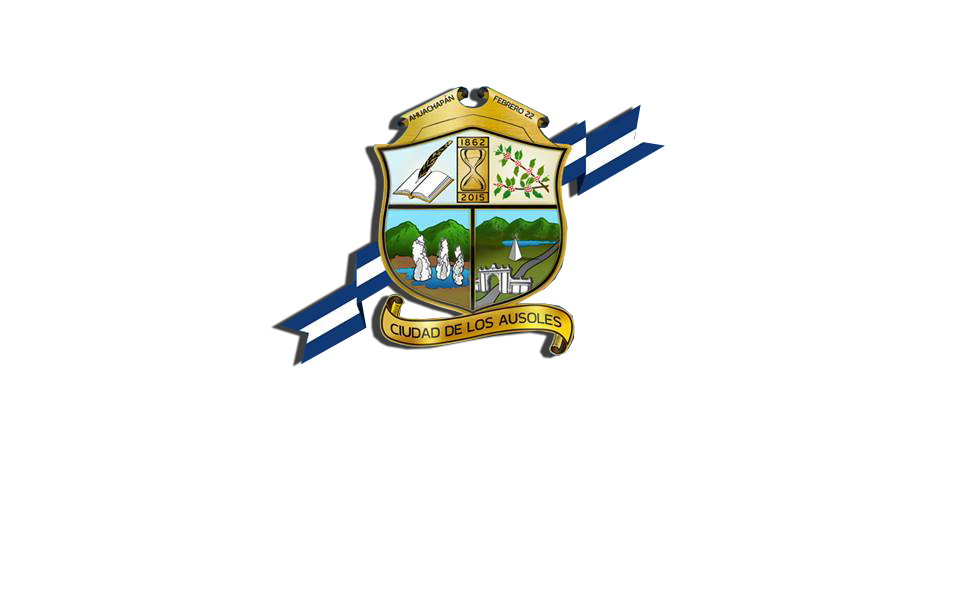 AHUACHAPÁN
FEBRERO 22
1862
2015
CIUDAD DE LOS AUSOLES